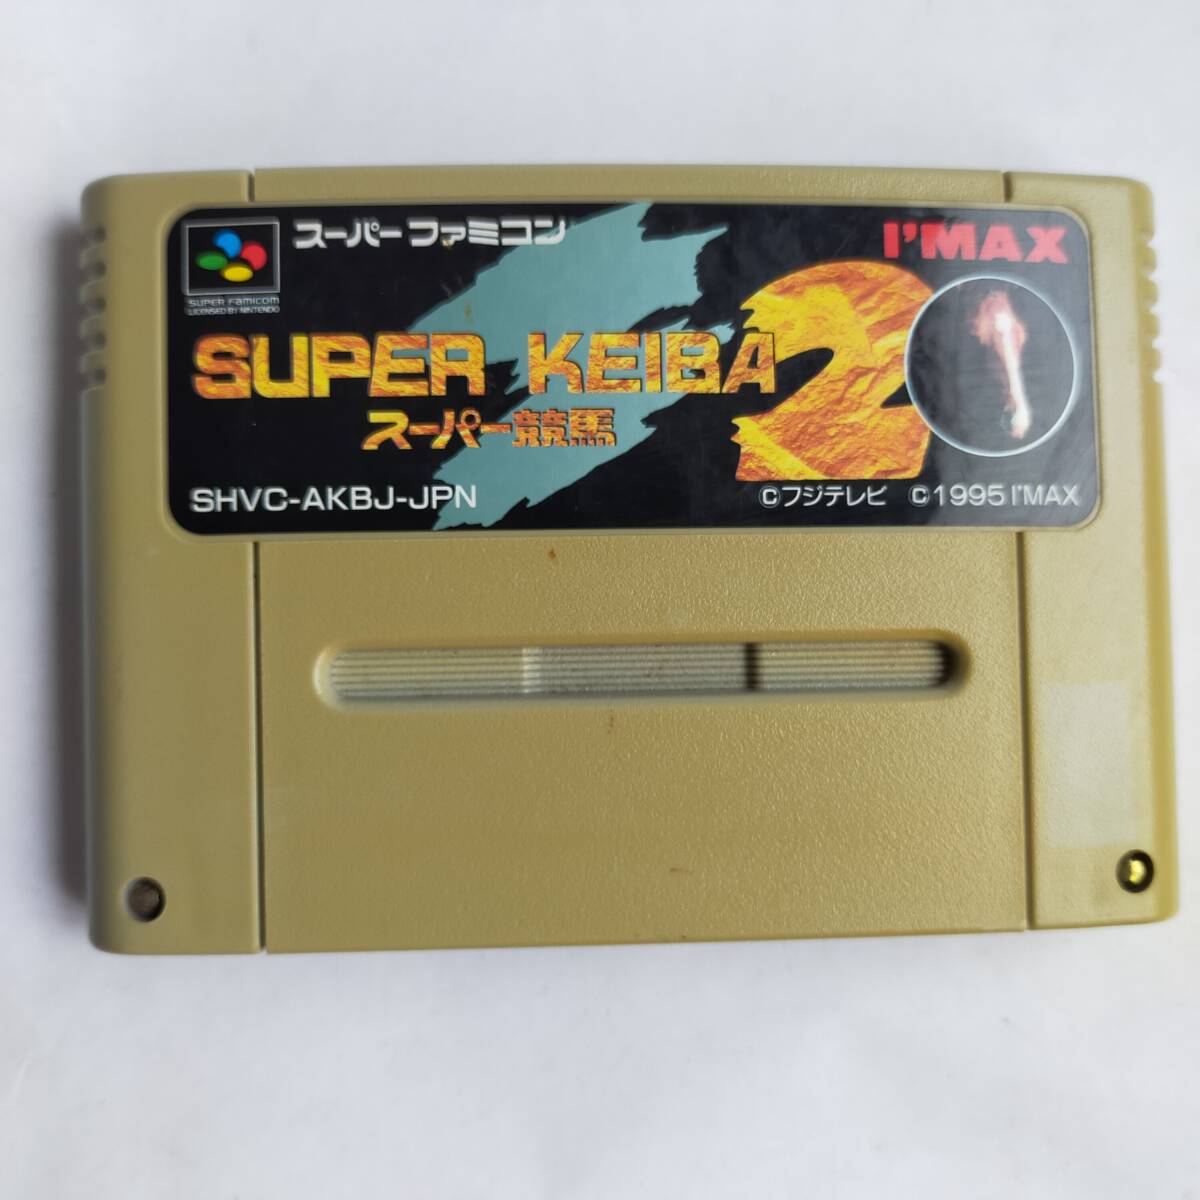 スーパーファミコン
I'MAX
SUPER FAMICOM
LICENSED BY NINTENDO
SUPER KEIBA 2
スーパー競馬
SHVC-AKBJ-JPN
©フジテレビ ©1995 I'MAX